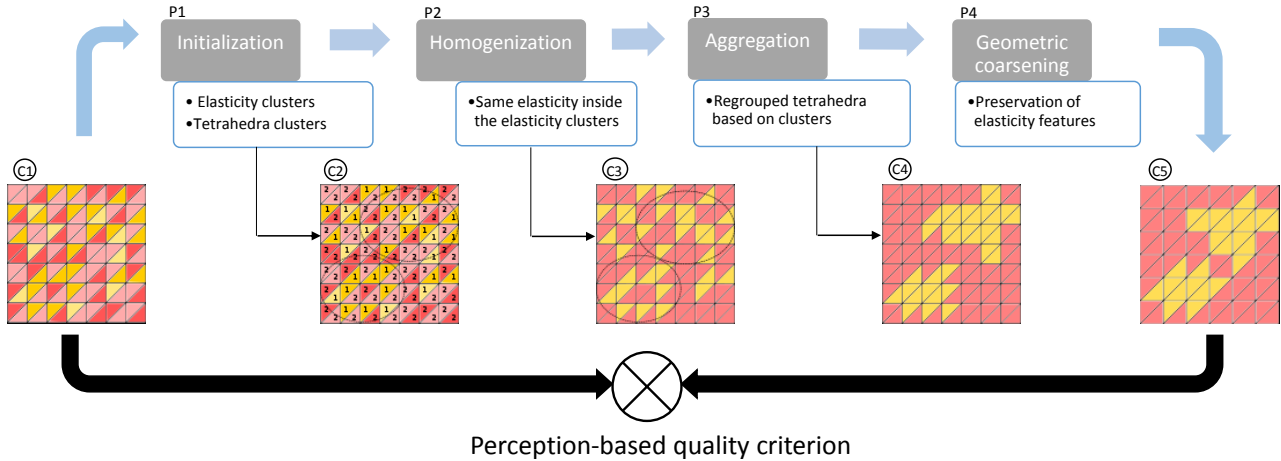 P1
Initialization
• Elasticity clusters
•Tetrahedra clusters
P2
Homogenization
•Same elasticity inside
the elasticity clusters
P3
Aggregation
•Regrouped tetrahedra
based on clusters
P4
Geometric
coarsening
•Preservation of
elasticity features
C1
C2
C3
C4
C5
Perception-based quality criterion